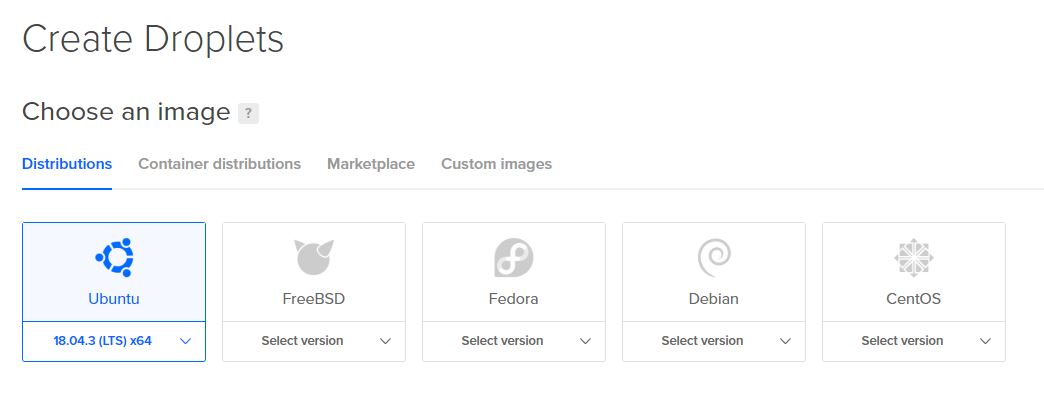 Create Droplets
Choose an image ?
Distributions Container distributions Marketplace Custom images
Ubuntu FreeBSD Fedora Debian CentOS
18.04.3 (LTS) x64 Select version Select version Select version Select version